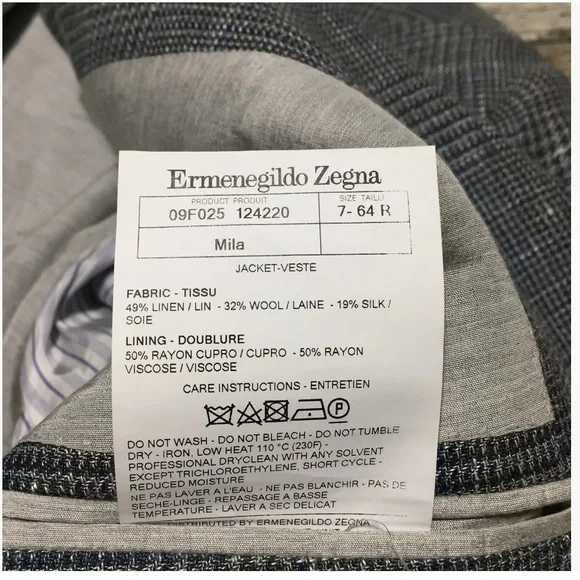 Ermenegildo Zegna
PRODUCT PRODUIT SIZE TAILLE
09F025 124220 7- 64 R
Mila
JACKET-VESTE
FABRIC - TISSU
49% LINEN / LIN - 32% WOOL / LAINE - 19% SILK /
SOIE
LINING - DOUBLURE
50% RAYON CUPRO / CUPRO - 50% RAYON
VISCOSE / VISCOSE
CARE INSTRUCTIONS - ENTRETIEN
P
DO NOT WASH - DO NOT BLEACH - DO NOT TUMBLE
DRY - IRON, LOW HEAT 110 °C (230F) -
PROFESSIONAL DRYCLEAN WITH ANY SOLVENT
EXCEPT TRICHLOROETHYLENE, SHORT CYCLE -
REDUCED MOISTURE
NE PAS LAVER A L'EAU - NE PAS BLANCHIR - PAS DE
SECHE-LINGE - REPASSAGE A BASSE
TEMPERATURE - LAVER A SEC DELICAT
DISTRIBUTED BY ERMENEGILDO ZEGNA